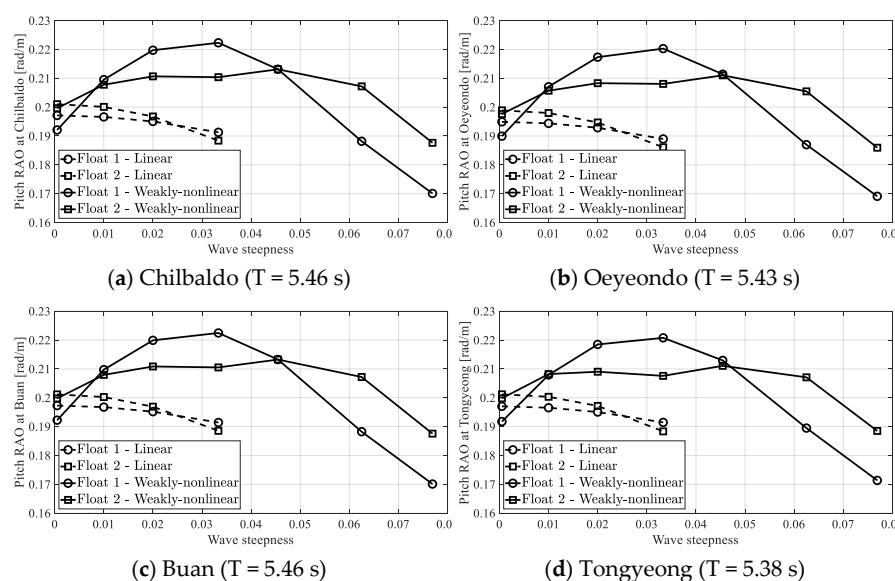 Pitch RAO at Chilbaldo [rad/m]
0.23
0.22
0.21
0.2
0.19
0.18
0.17
0.16
Float 1 - Linear
Float 2 - Linear
Float 1 - Weakly-nonlinear
Float 2 - Weakly-nonlinear
0 0.01 0.02 0.03 0.04 0.05 0.06 0.07 0.0
Wave steepness
(a) Chilbaldo (T = 5.46 s)
Pitch RAO at Oeyeondo [rad/m]
0.23
0.22
0.21
0.2
0.19
0.18
0.17
0.16
Float 1 - Linear
Float 2 - Linear
Float 1 - Weakly-nonlinear
Float 2 - Weakly-nonlinear
0 0.01 0.02 0.03 0.04 0.05 0.06 0.07 0.0
Wave steepness
(b) Oeyeondo (T = 5.43 s)
Pitch RAO at Buan [rad/m]
0.23
0.22
0.21
0.2
0.19
0.18
0.17
0.16
Float 1 - Linear
Float 2 - Linear
Float 1 - Weakly-nonlinear
Float 2 - Weakly-nonlinear
0 0.01 0.02 0.03 0.04 0.05 0.06 0.07 0.0
Wave steepness
(c) Buan (T = 5.46 s)
Pitch RAO at Tongyeong [rad/m]
0.23
0.22
0.21
0.2
0.19
0.18
0.17
0.16
Float 1 - Linear
Float 2 - Linear
Float 1 - Weakly-nonlinear
Float 2 - Weakly-nonlinear
0 0.01 0.02 0.03 0.04 0.05 0.06 0.07 0.0
Wave steepness
(d) Tongyeong (T = 5.38 s)